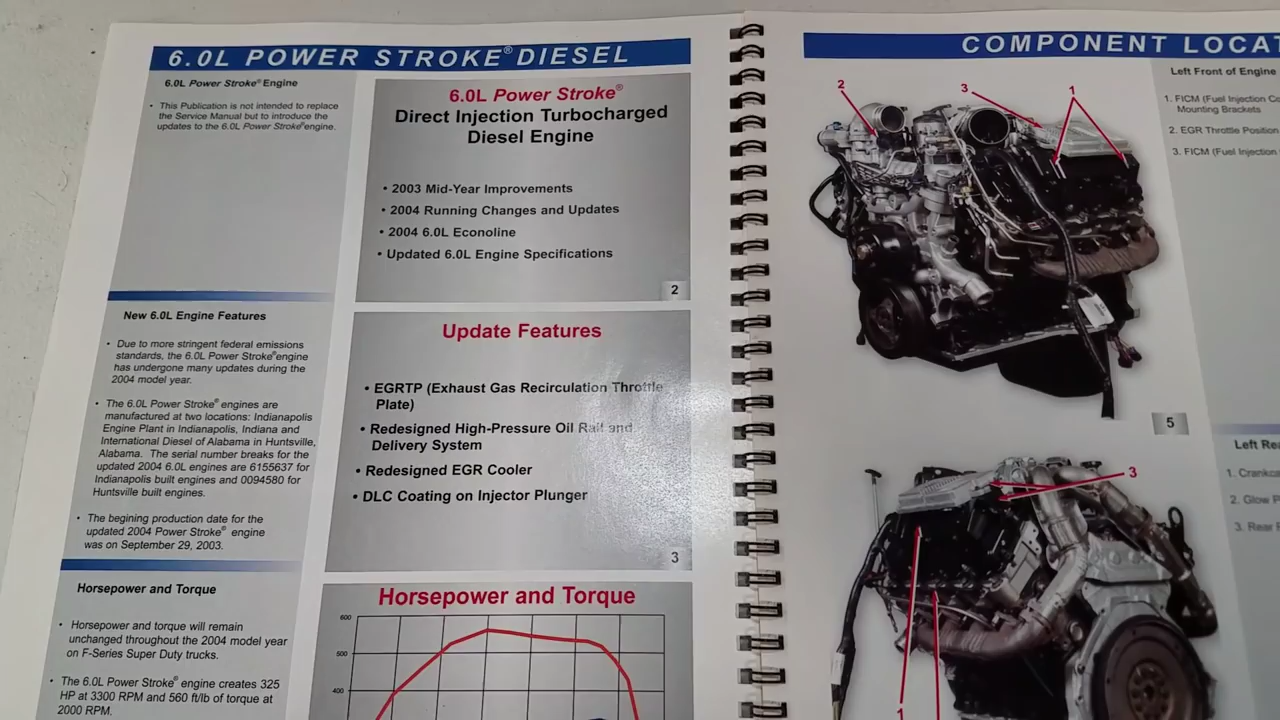 6.0L POWER STROKE® DIESEL
6.0L Power Stroke® Engine
• This Publication is not intended to replace
the Service Manual but to introduce the
updates to the 6.0L Power Stroke® engine.
6.0L Power Stroke®
Direct Injection Turbocharged
Diesel Engine
• 2003 Mid-Year Improvements
• 2004 Running Changes and Updates
• 2004 6.0L Econoline
• Updated 6.0L Engine Specifications
2
New 6.0L Engine Features
• Due to more stringent federal emissions
standards, the 6.0L Power Stroke® engine
has undergone many updates during the
2004 model year.
• The 6.0L Power Stroke® engines are
manufactured at two locations: Indianapolis
Engine Plant in Indianapolis, Indiana and
International Diesel of Alabama in Huntsville,
Alabama. The serial number breaks for the
updated 2004 6.0L engines are 6155637 for
Indianapolis built engines and 0094580 for
Huntsville built engines.
• The begining production date for the
updated 2004 Power Stroke® engine
was on September 29, 2003.
Update Features
• EGRTP (Exhaust Gas Recirculation Throttle
Plate)
• Redesigned High-Pressure Oil Rail and
Delivery System
• Redesigned EGR Cooler
• DLC Coating on Injector Plunger
3
Horsepower and Torque
• Horsepower and torque will remain
unchanged throughout the 2004 model year
on F-Series Super Duty trucks.
• The 6.0L Power Stroke® engine creates 325
HP at 3300 RPM and 560 ft/lb of torque at
2000 RPM.
Horsepower and Torque
600
500
400
COMPONENT LOCAT
2
3
1
5
Left Front of Engine
1. FICM (Fuel Injection Co
Mounting Brackets
2. EGR Throttle Position
3. FICM (Fuel Injection
3
1
Left Rea
1. Crankc
2. Glow P
3. Rear F